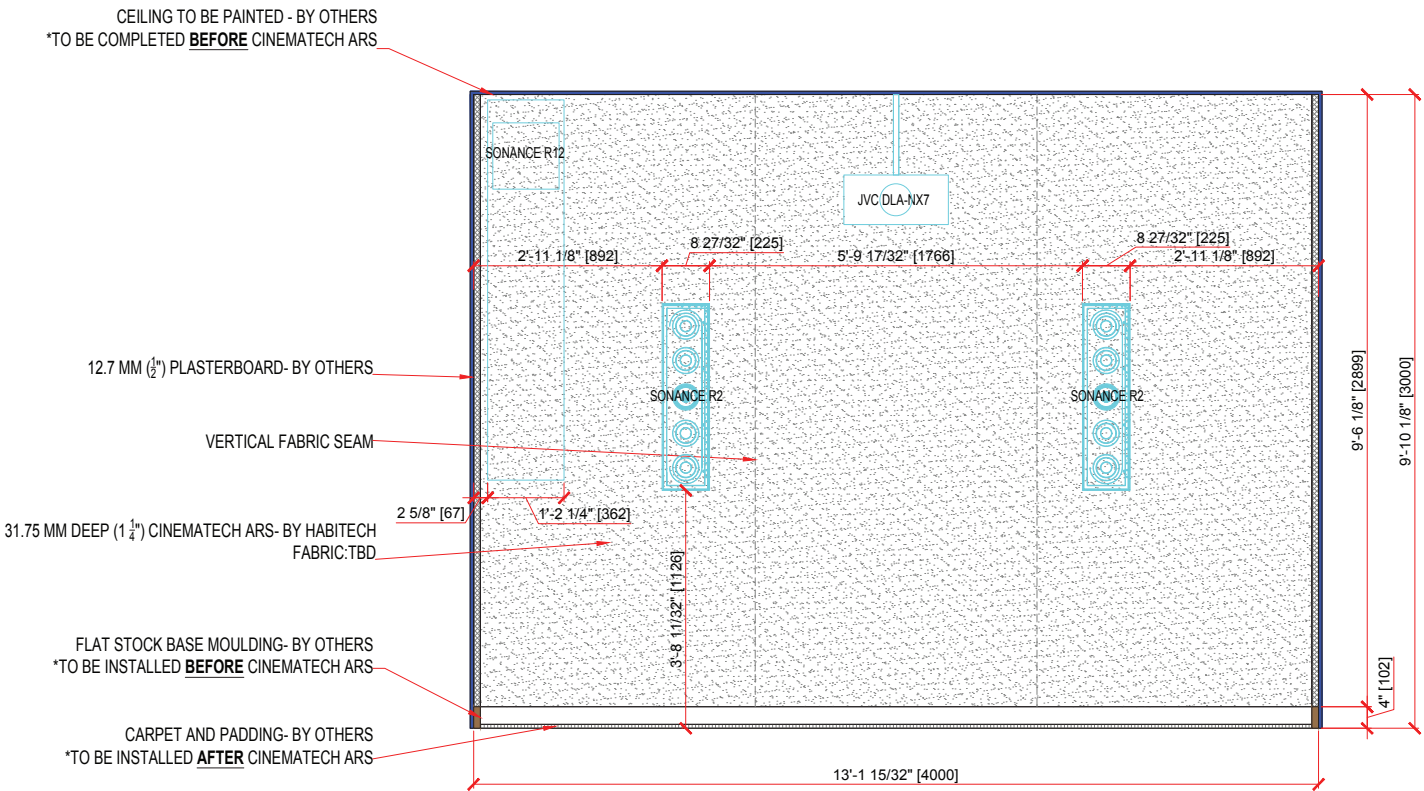 CEILING TO BE PAINTED - BY OTHERS
*TO BE COMPLETED BEFORE CINEMATECH ARS
SONANCE R12
JVC DLA-NX7
2'-11 1/8" [892]
8 27/32" [225]
5'-9 17/32" [1766]
8 27/32" [225]
2'-11 1/8" [892]
12.7 MM (1/2") PLASTERBOARD- BY OTHERS
SONANCE R2
SONANCE R2
9'-6 1/8" [2899]
9'-10 1/8" [3000]
VERTICAL FABRIC SEAM
2 5/8" [67]
1'-2 1/4" [362]
31.75 MM DEEP (1 1/4") CINEMATECH ARS- BY HABITECH
FABRIC:TBD
3'-8 11/32" [1126]
FLAT STOCK BASE MOULDING- BY OTHERS
*TO BE INSTALLED BEFORE CINEMATECH ARS
4" [102]
CARPET AND PADDING- BY OTHERS
*TO BE INSTALLED AFTER CINEMATECH ARS
13'-1 15/32" [4000]